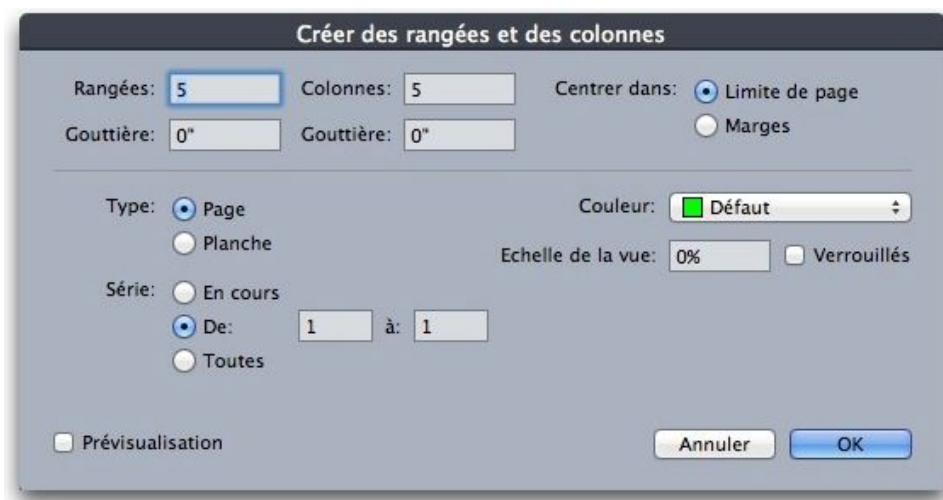 Créer des rangées et des colonnes
Rangées: 5 Colonnes: 5 Centrer dans: Limite de page
Gouttière: 0" Gouttière: 0" Marges
Type: Page Couleur: Défaut
Planche Echelle de la vue: 0% Verrouillés
Série: En cours
De: 1 à: 1
Toutes
Prévisualisation Annuler OK